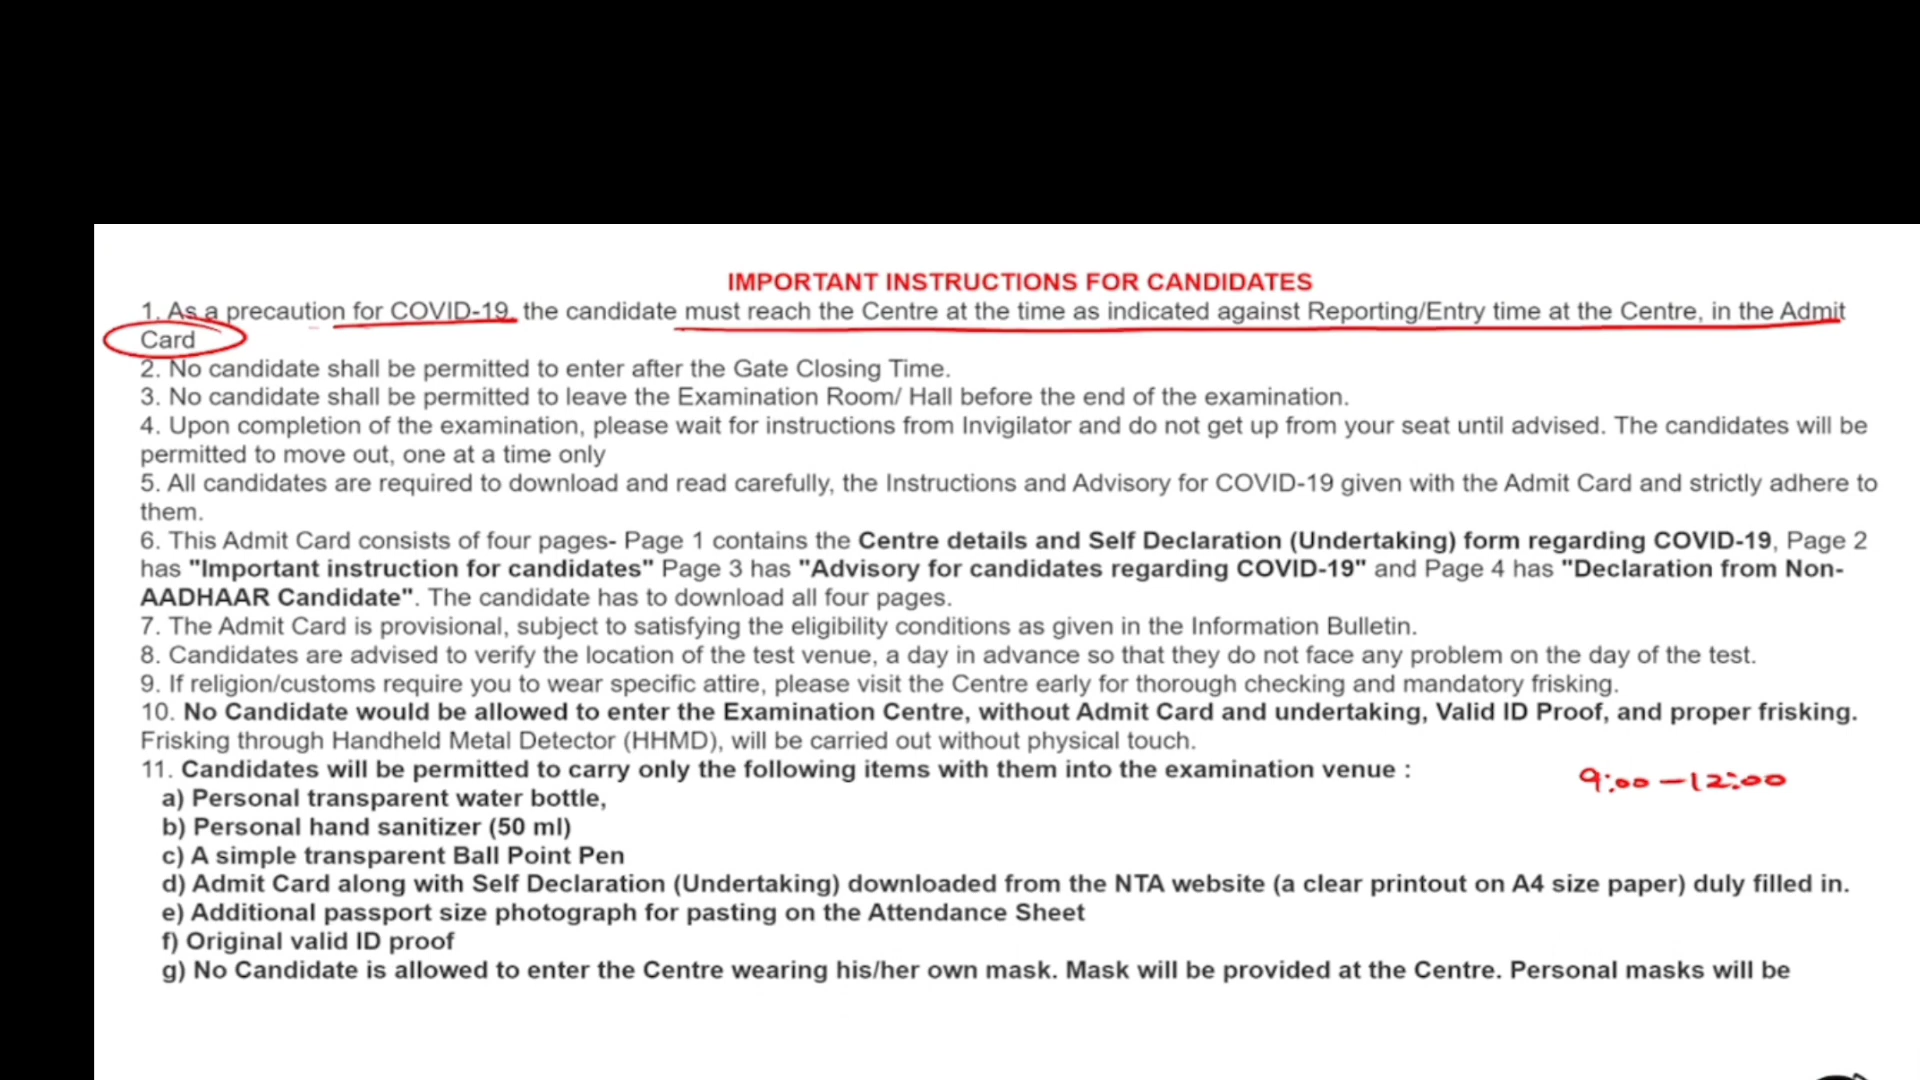 IMPORTANT INSTRUCTIONS FOR CANDIDATES
1. As a precaution for COVID-19, the candidate must reach the Centre at the time as indicated against Reporting/Entry time at the Centre, in the Admit
Card
2. No candidate shall be permitted to enter after the Gate Closing Time.
3. No candidate shall be permitted to leave the Examination Room/ Hall before the end of the examination.
4. Upon completion of the examination, please wait for instructions from Invigilator and do not get up from your seat until advised. The candidates will be
permitted to move out, one at a time only
5. All candidates are required to download and read carefully, the Instructions and Advisory for COVID-19 given with the Admit Card and strictly adhere to
them.
6. This Admit Card consists of four pages- Page 1 contains the Centre details and Self Declaration (Undertaking) form regarding COVID-19, Page 2
has "Important instruction for candidates" Page 3 has "Advisory for candidates regarding COVID-19" and Page 4 has "Declaration from Non-
AADHAAR Candidate". The candidate has to download all four pages.
7. The Admit Card is provisional, subject to satisfying the eligibility conditions as given in the Information Bulletin.
8. Candidates are advised to verify the location of the test venue, a day in advance so that they do not face any problem on the day of the test.
9. If religion/customs require you to wear specific attire, please visit the Centre early for thorough checking and mandatory frisking.
10. No Candidate would be allowed to enter the Examination Centre, without Admit Card and undertaking, Valid ID Proof, and proper frisking.
Frisking through Handheld Metal Detector (HHMD), will be carried out without physical touch.
11. Candidates will be permitted to carry only the following items with them into the examination venue :
9:00 – 12:00
a) Personal transparent water bottle,
b) Personal hand sanitizer (50 ml)
c) A simple transparent Ball Point Pen
d) Admit Card along with Self Declaration (Undertaking) downloaded from the NTA website (a clear printout on A4 size paper) duly filled in.
e) Additional passport size photograph for pasting on the Attendance Sheet
f) Original valid ID proof
g) No Candidate is allowed to enter the Centre wearing his/her own mask. Mask will be provided at the Centre. Personal masks will be